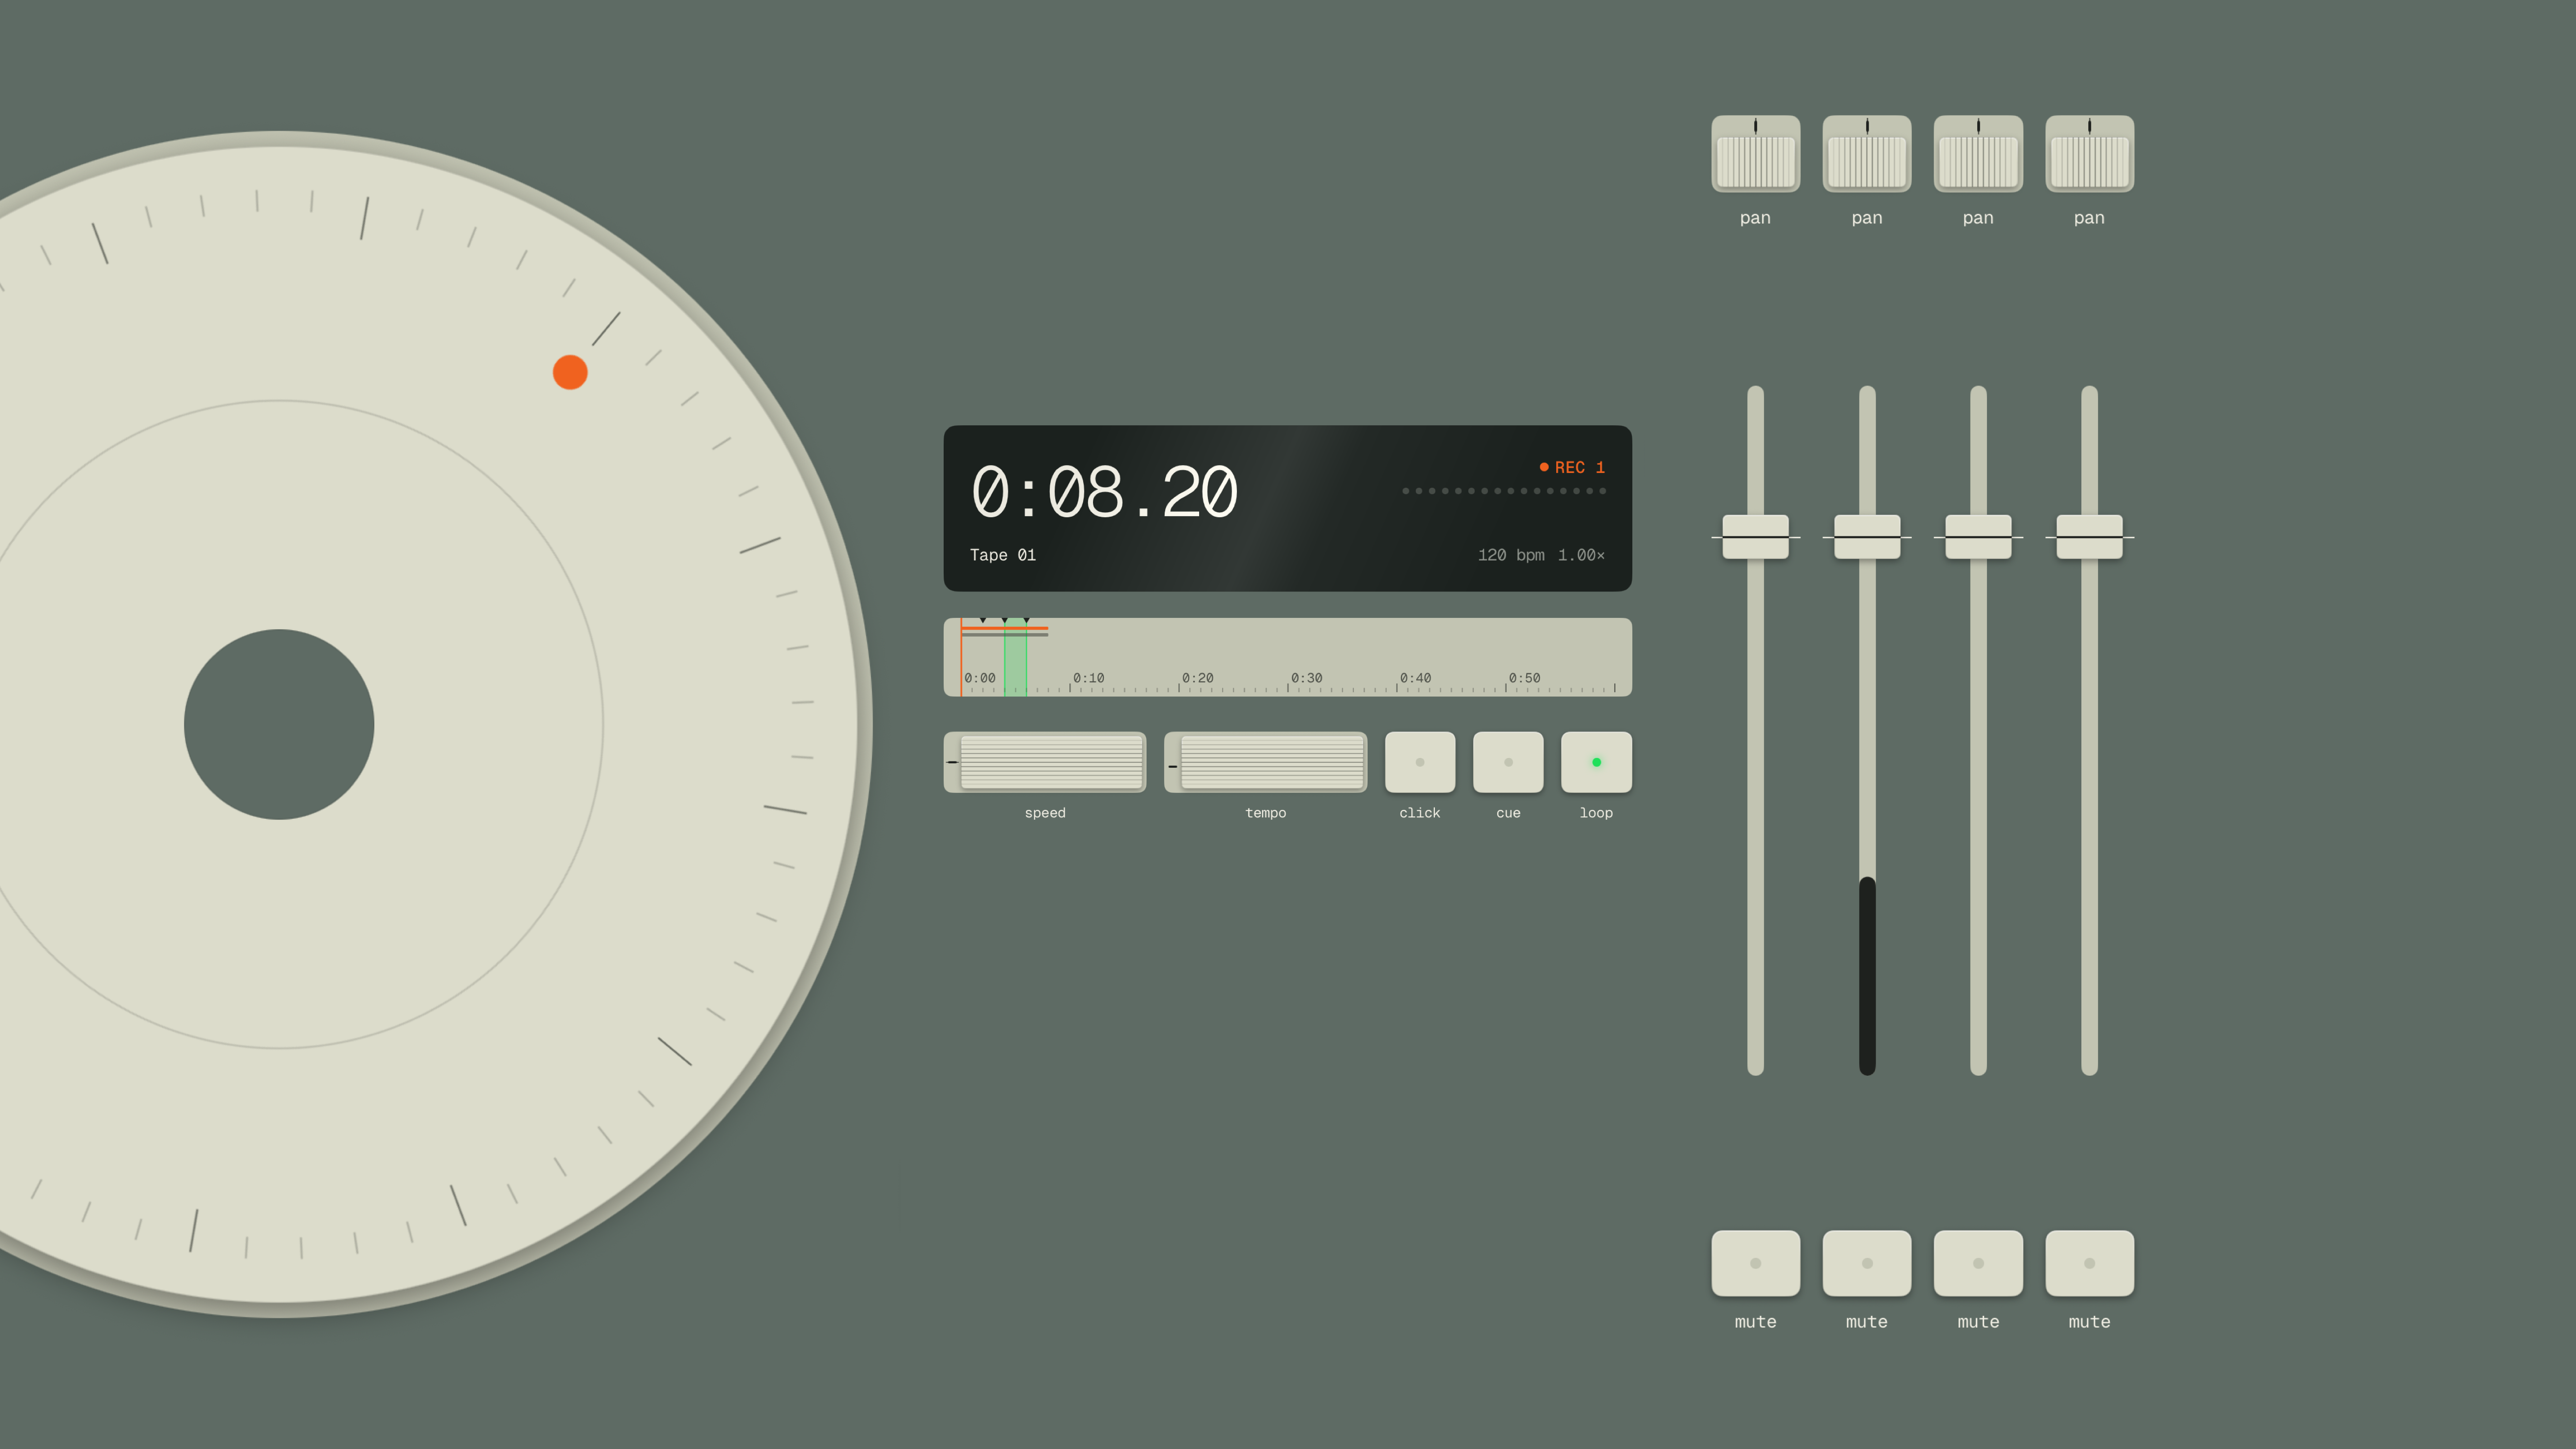 pan pan pan pan
0:08.20
REC 1
Tape 01
120 bpm 1.00×
0:00 0:10 0:20 0:30 0:40 0:50
speed tempo click cue loop
mute mute mute mute